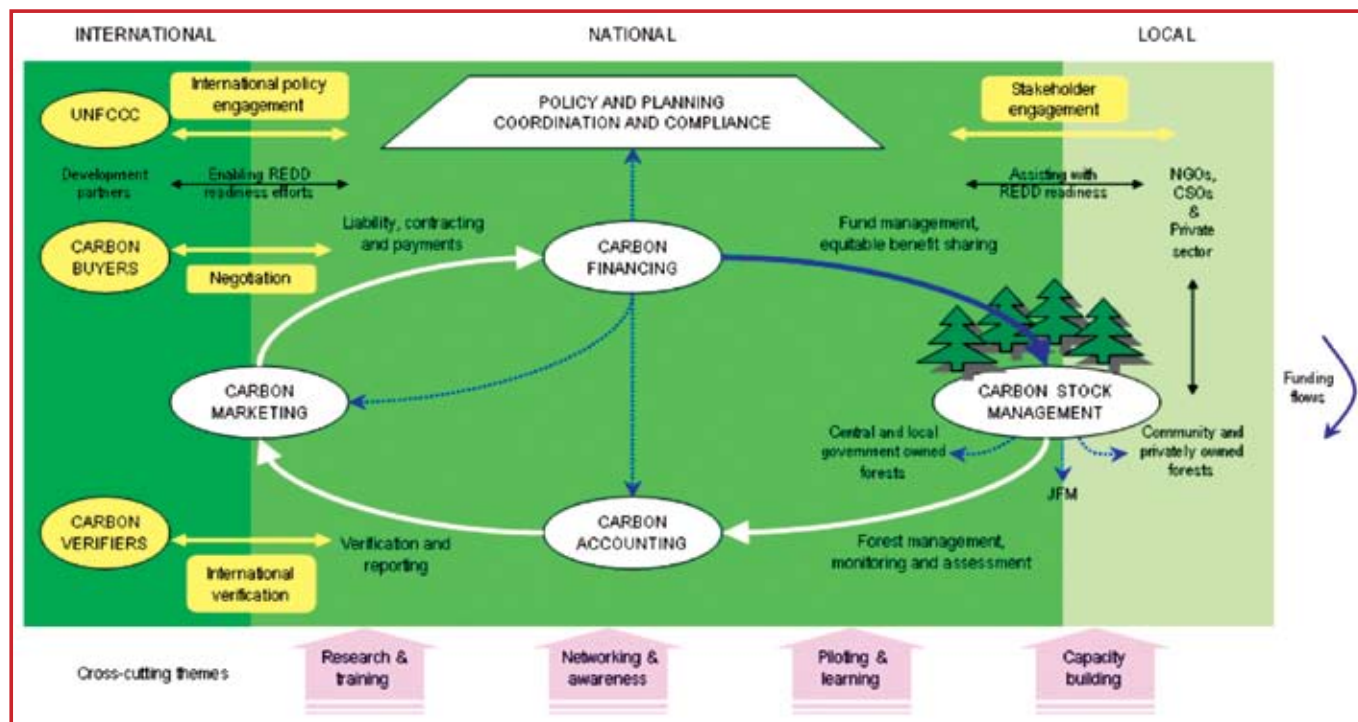 INTERNATIONAL
NATIONAL
LOCAL
UNFCCC
International policy
engagement
POLICY AND PLANNING
COORDINATION AND COMPLIANCE
Stakeholder
engagement
Development
partners
Enabling REDD
readiness efforts
Assisting with
REDD readiness
NGOs,
CSOs
&
Private
sector
CARBON
BUYERS
Negotiation
Liability, contracting
and payments
CARBON
FINANCING
Fund management,
equitable benefit sharing
CARBON
MARKETING
CARBON STOCK
MANAGEMENT
Funding
flows
Central and local
government owned
forests
JFM
Community and
privately owned
forests
CARBON
VERIFIERS
International
verification
Verification and
reporting
CARBON
ACCOUNTING
Forest management,
monitoring and assessment
Cross-cutting themes
Research &
training
Networking &
awareness
Piloting &
learning
Capacity
building